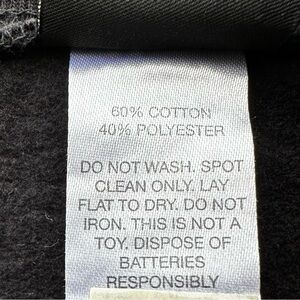 60% COTTON
40% POLYESTER
DO NOT WASH. SPOT
CLEAN ONLY. LAY
FLAT TO DRY. DO NOT
IRON. THIS IS NOT A
TOY. DISPOSE OF
BATTERIES
RESPONSIBLY